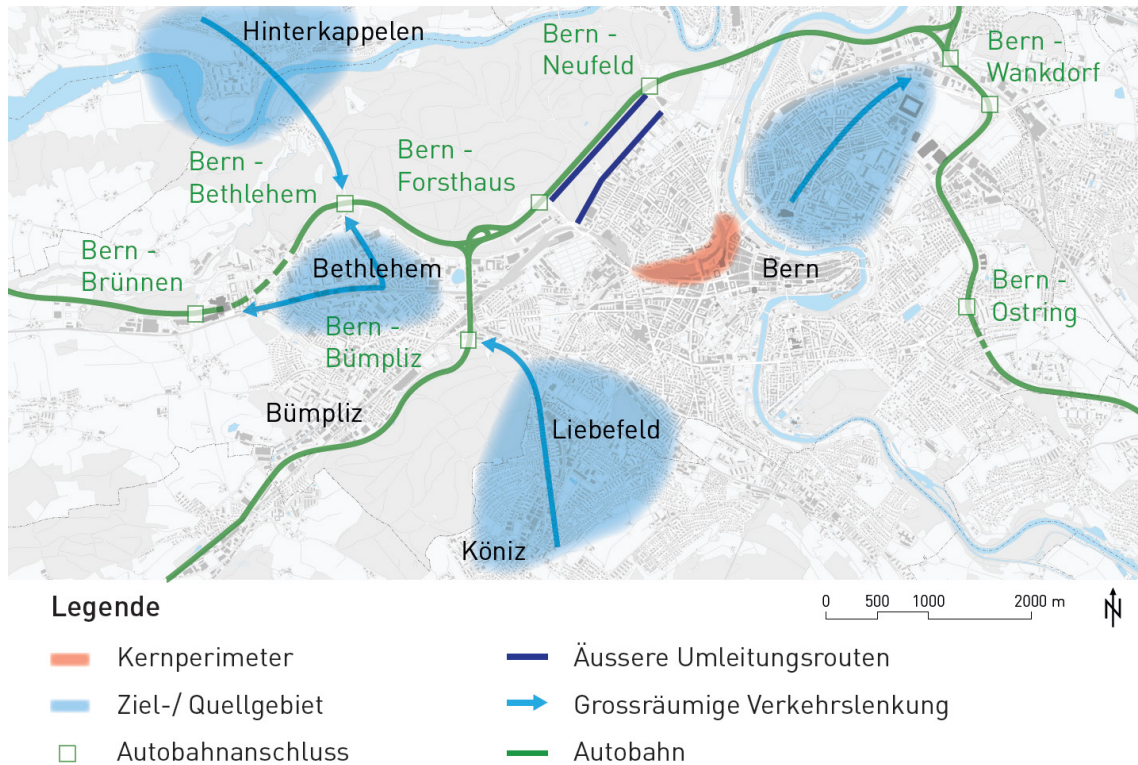 Hinterkappelen
Bern -
Neufeld
Bern -
Wankdorf
Bern -
Bethlehem
Bern -
Forsthaus
Bern -
Brünnen
Bethlehem
Bern
Bern -
Ostring
Bern -
Bümpliz
Bümpliz
Liebefeld
Köniz
Legende
0 500 1000 2000 m
N
Kernperimeter
Äussere Umleitungsrouten
Ziel-/ Quellgebiet
Grossräumige Verkehrslenkung
Autobahnanschluss
Autobahn